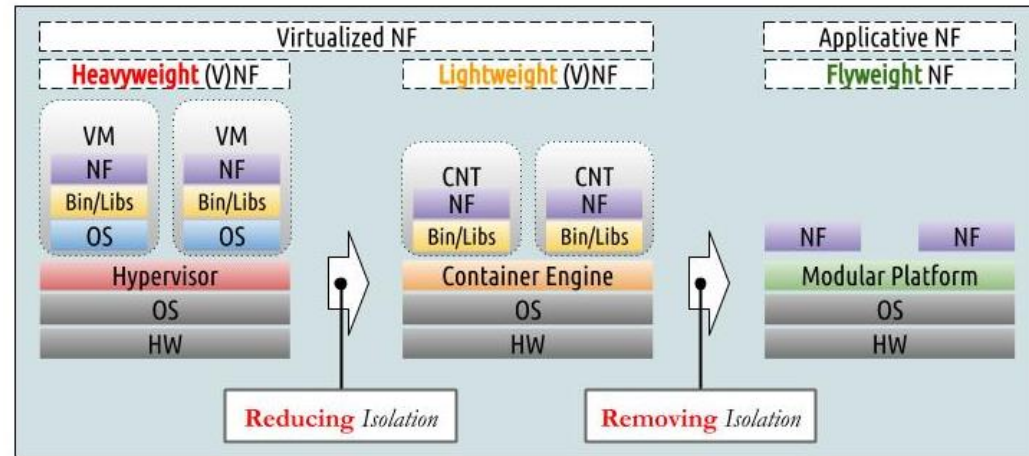 Virtualized NF
Applicative NF
Heavyweight (V)NF
Lightweight (V)NF
Flyweight NF
VM
NF
Bin/Libs
OS
VM
NF
Bin/Libs
OS
Hypervisor
OS
HW
CNT
NF
Bin/Libs
CNT
NF
Bin/Libs
Container Engine
OS
HW
NF
NF
Modular Platform
OS
HW
Reducing Isolation
Removing Isolation